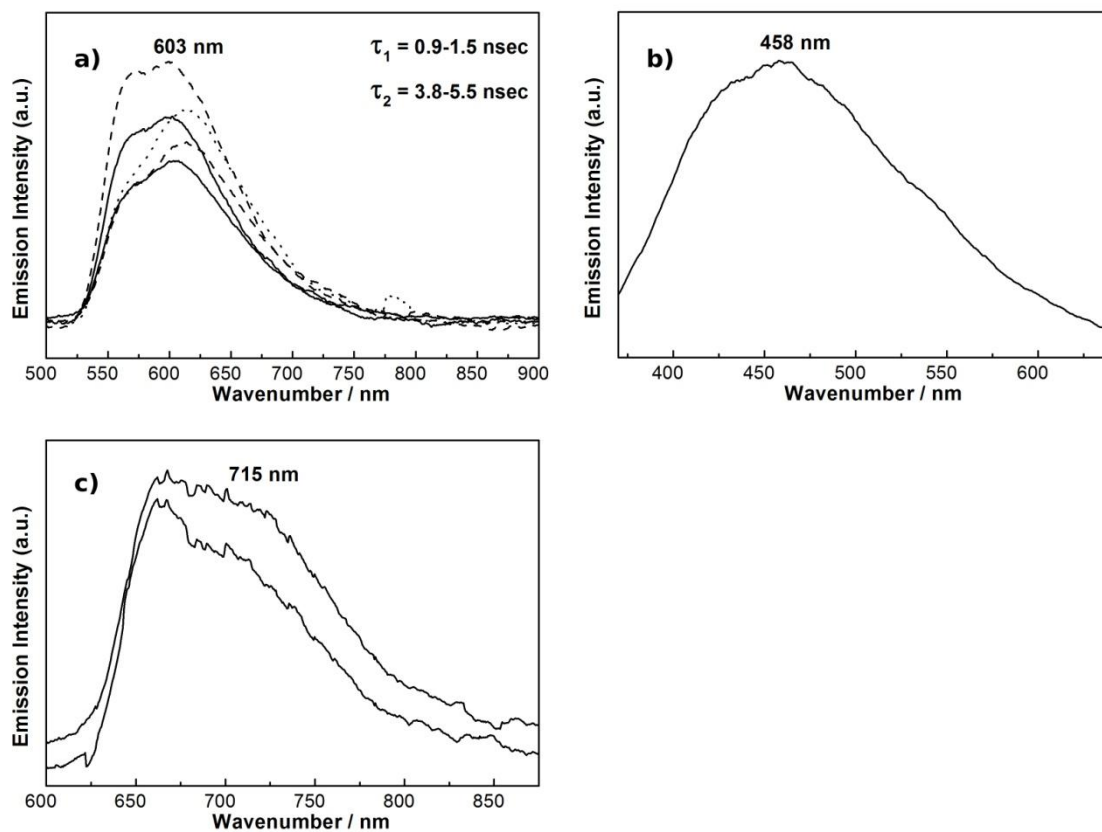 a)
603 nm
τ1 = 0.9-1.5 nsec
τ2 = 3.8-5.5 nsec
Emission Intensity (a.u.)
500 550 600 650 700 750 800 850 900
Wavenumber / nm
b)
458 nm
Emission Intensity (a.u.)
400 450 500 550 600
Wavenumber / nm
c)
715 nm
Emission Intensity (a.u.)
600 650 700 750 800 850
Wavenumber / nm